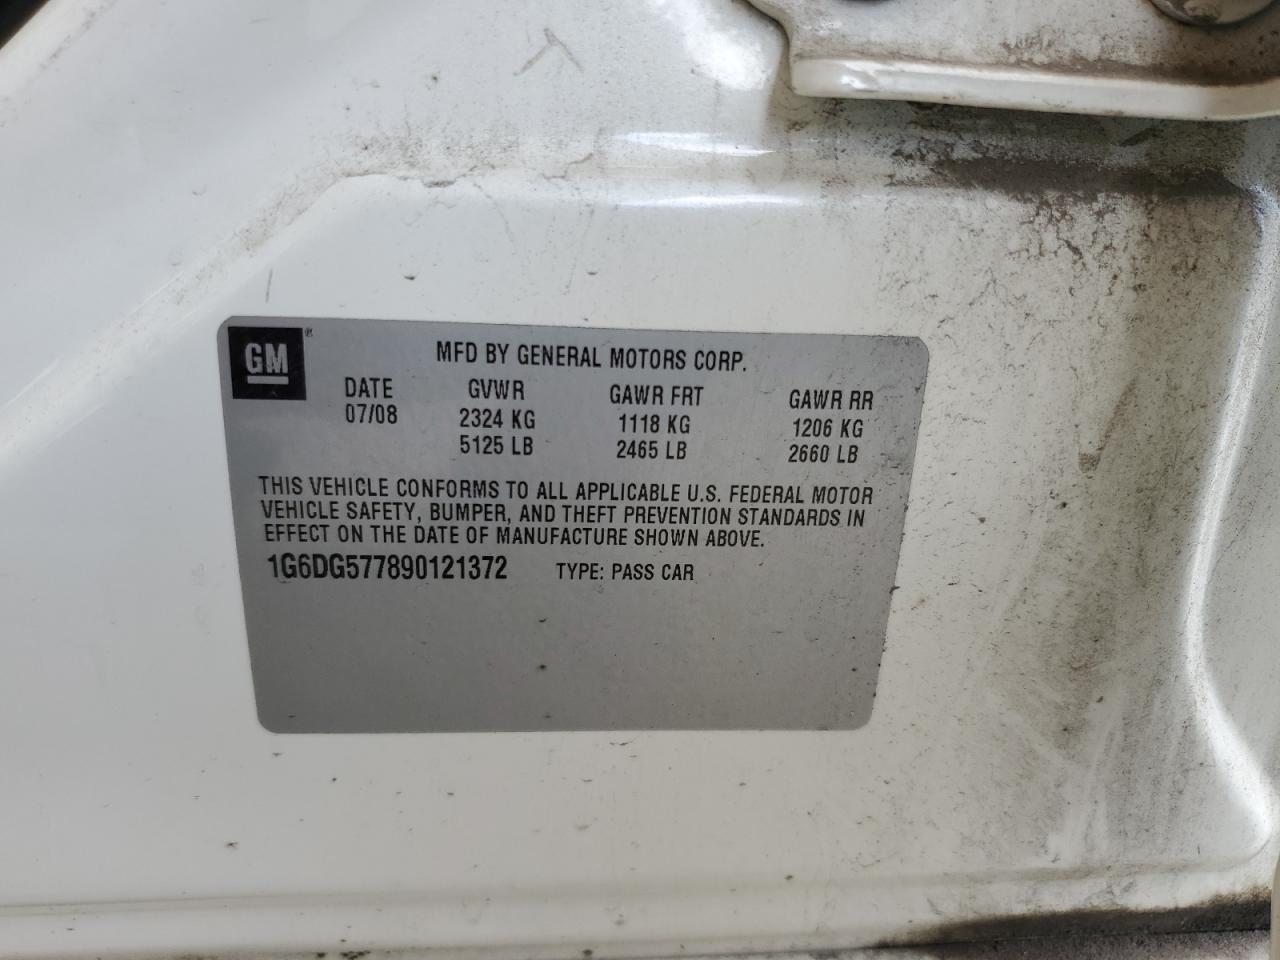 GM®
MFD BY GENERAL MOTORS CORP.
DATE GVWR GAWR FRT GAWR RR
07/08 2324 KG 1118 KG 1206 KG
5125 LB 2465 LB 2660 LB
THIS VEHICLE CONFORMS TO ALL APPLICABLE U.S. FEDERAL MOTOR
VEHICLE SAFETY, BUMPER, AND THEFT PREVENTION STANDARDS IN
EFFECT ON THE DATE OF MANUFACTURE SHOWN ABOVE.
1G6DG577890121372 TYPE: PASS CAR